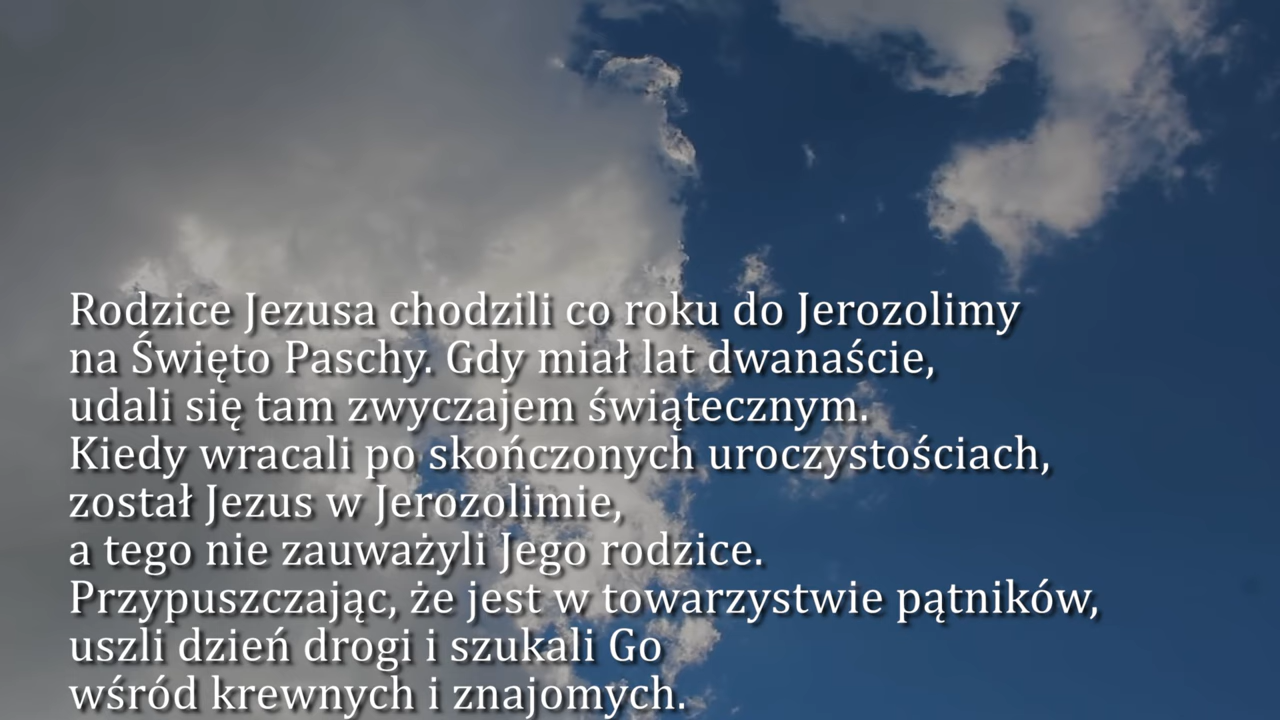 Rodzice Jezusa chodzili co roku do Jerozolimy
na Święto Paschy. Gdy miał lat dwanaście,
udali się tam zwyczajem świątecznym.
Kiedy wracali po skończonych uroczystościach,
został Jezus w Jerozolimie,
a tego nie zauważyli Jego rodzice.
Przypuszczając, że jest w towarzystwie pątników,
uszli dzień drogi i szukali Go
wśród krewnych i znajomych.